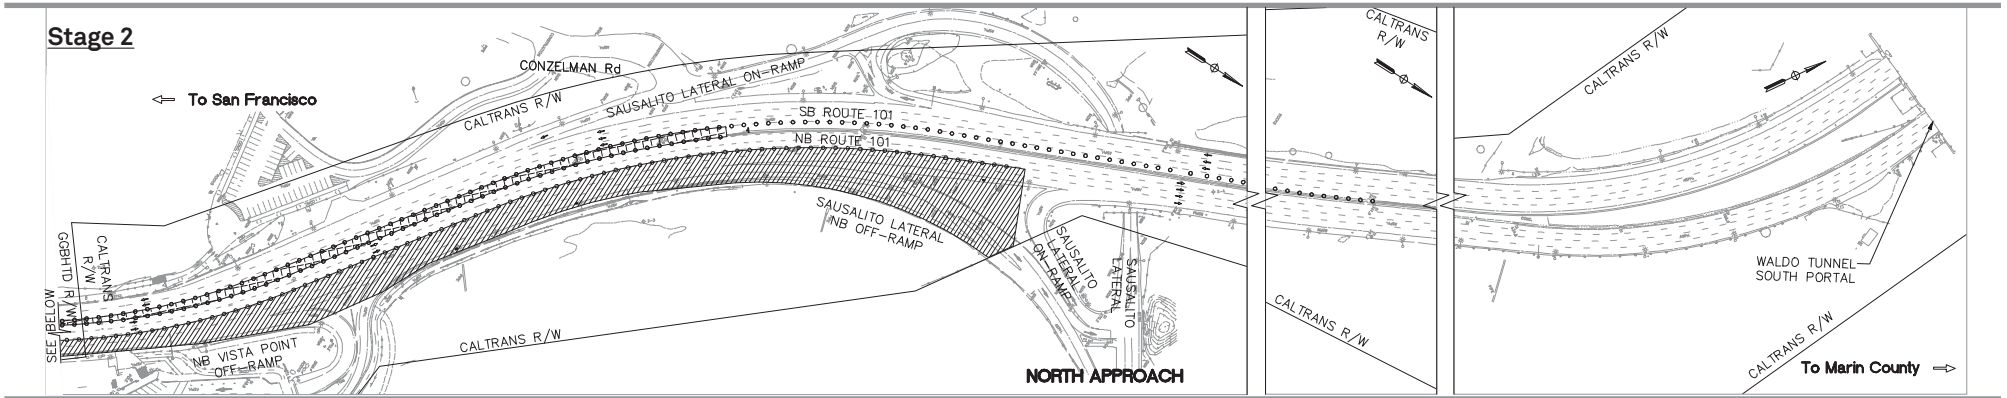 Stage 2
To San Francisco
CONZELMAN Rd
CALTRANS R/W
SAUSALITO LATERAL ON-RAMP
SB ROUTE 101
NB ROUTE 101
CALTRANS
R/W
CALTRANS R/W
SEE BELOW
GGBHTD R/W
CALTRANS
R/W
NB VISTA POINT
OFF-RAMP
CALTRANS R/W
SAUSALITO LATERAL
NB OFF-RAMP
SAUSALITO
LATERAL
ON-RAMP
SAUSALITO
LATERAL
NORTH APPROACH
CALTRANS R/W
WALDO TUNNEL
SOUTH PORTAL
CALTRANS R/W
To Marin County